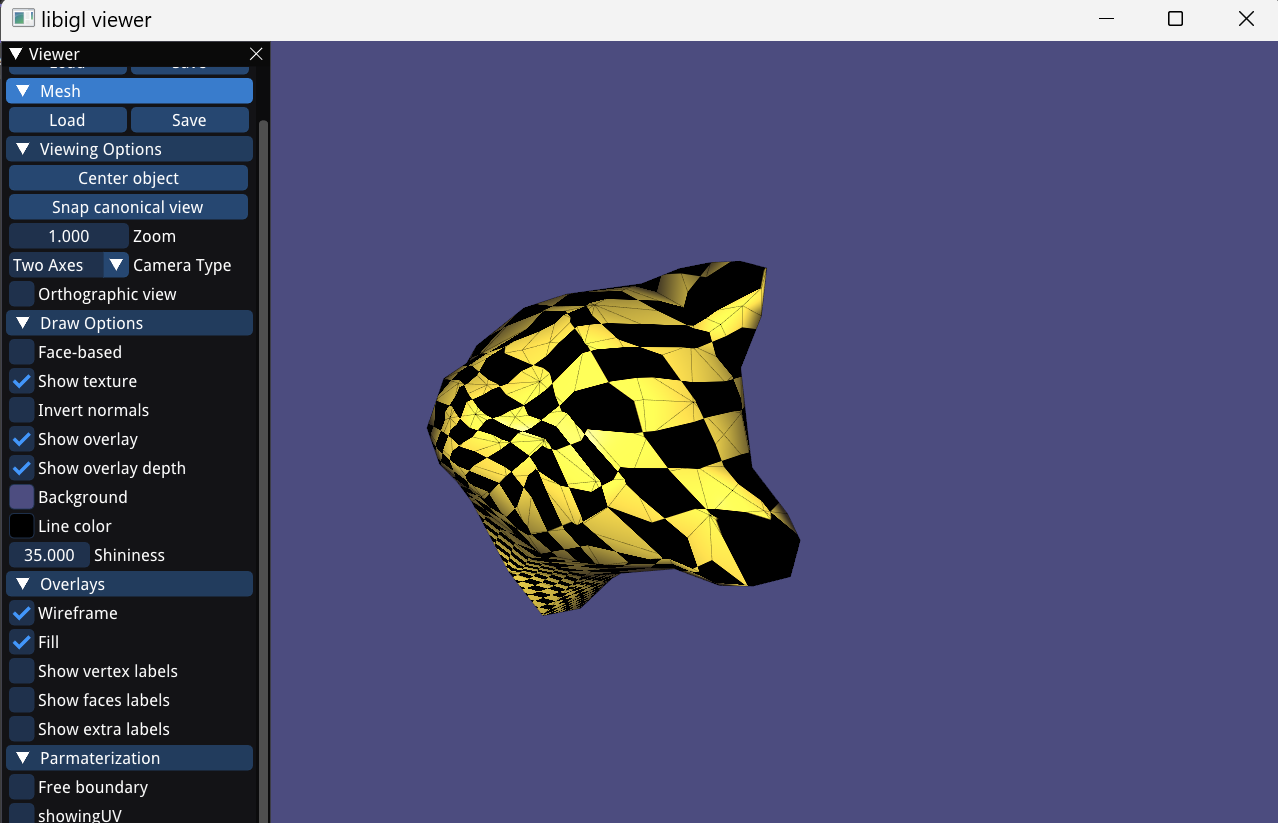 libigl viewer
Viewer
Mesh
Load Save
Viewing Options
Center object
Snap canonical view
1.000 Zoom
Two Axes Camera Type
Orthographic view
Draw Options
Face-based
Show texture
Invert normals
Show overlay
Show overlay depth
Background
Line color
35.000 Shininess
Overlays
Wireframe
Fill
Show vertex labels
Show faces labels
Show extra labels
Parmaterization
Free boundary
showingUV